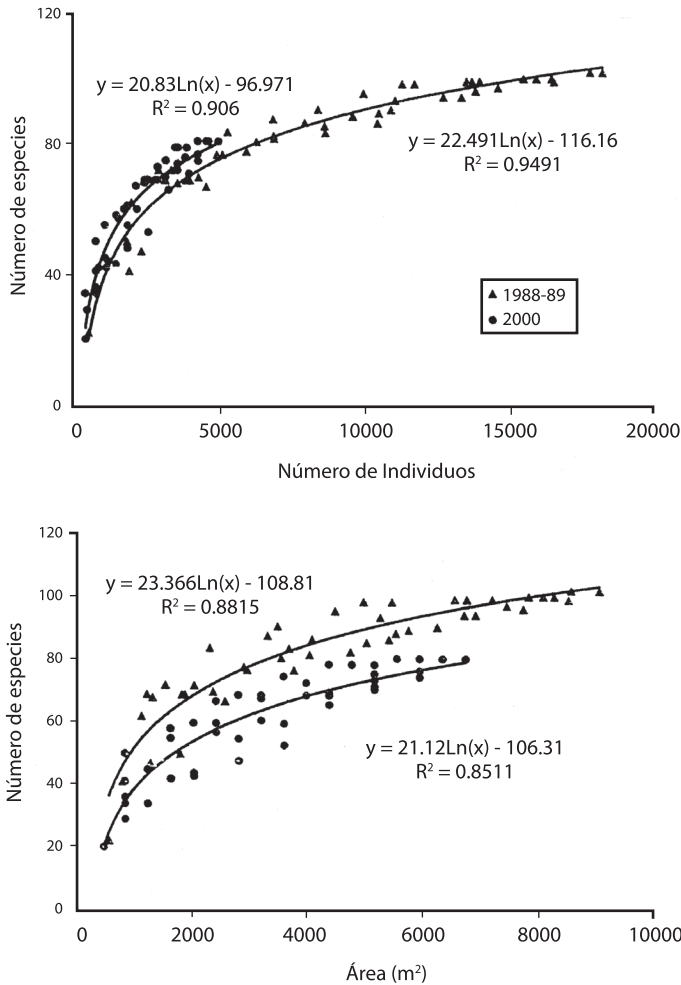 120
y = 20.83Ln(x) - 96.971
R² = 0.906
80
y = 22.491Ln(x) - 116.16
R² = 0.9491
Número de especies
40
1988-89
2000
0
0 5000 10000 15000 20000
Número de Individuos
120
y = 23.366Ln(x) - 108.81
R² = 0.8815
100
80
Número de especies
60
y = 21.12Ln(x) - 106.31
R² = 0.8511
40
20
0
0 2000 4000 6000 8000 10000
Área (m²)